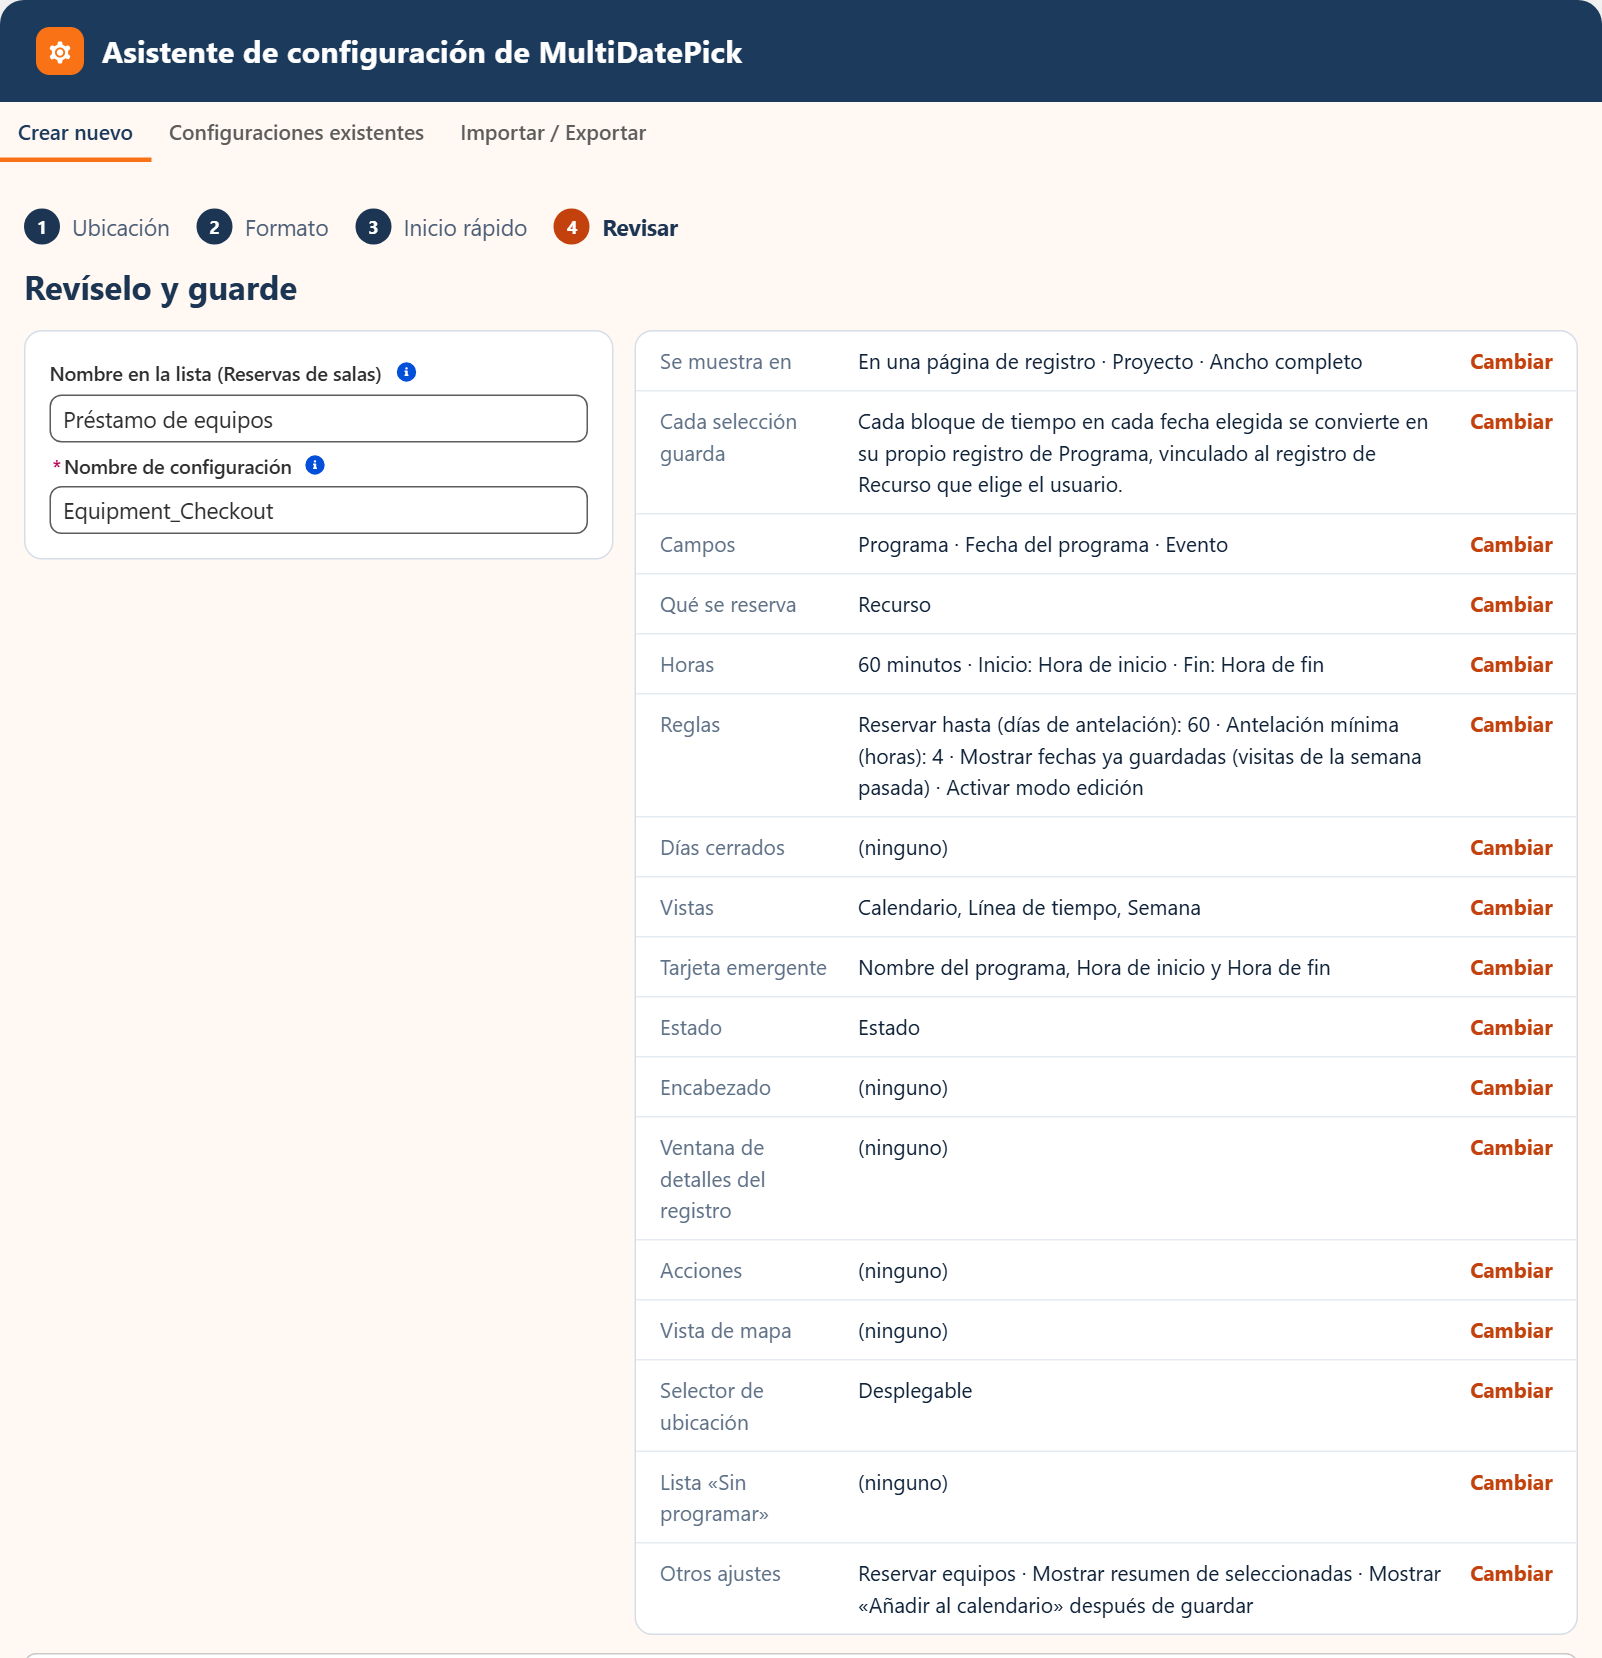 Asistente de configuración de MultiDatePick
Crear nuevo
Configuraciones existentes
Importar / Exportar
1 Ubicación
2 Formato
3 Inicio rápido
4 Revisar
Revíselo y guarde
Nombre en la lista (Reservas de salas)
Préstamo de equipos
*Nombre de configuración
Equipment_Checkout
Se muestra en
En una página de registro · Proyecto · Ancho completo
Cambiar
Cada selección
guarda
Cada bloque de tiempo en cada fecha elegida se convierte en
su propio registro de Programa, vinculado al registro de
Recurso que elige el usuario.
Cambiar
Campos
Programa · Fecha del programa · Evento
Cambiar
Qué se reserva
Recurso
Cambiar
Horas
60 minutos · Inicio: Hora de inicio · Fin: Hora de fin
Cambiar
Reglas
Reservar hasta (días de antelación): 60 · Antelación mínima
(horas): 4 · Mostrar fechas ya guardadas (visitas de la semana
pasada) · Activar modo edición
Cambiar
Días cerrados
(ninguno)
Cambiar
Vistas
Calendario, Línea de tiempo, Semana
Cambiar
Tarjeta emergente
Nombre del programa, Hora de inicio y Hora de fin
Cambiar
Estado
Estado
Cambiar
Encabezado
(ninguno)
Cambiar
Ventana de
detalles del
registro
(ninguno)
Cambiar
Acciones
(ninguno)
Cambiar
Vista de mapa
(ninguno)
Cambiar
Selector de
ubicación
Desplegable
Cambiar
Lista «Sin
programar»
(ninguno)
Cambiar
Otros ajustes
Reservar equipos · Mostrar resumen de seleccionadas · Mostrar
«Añadir al calendario» después de guardar
Cambiar